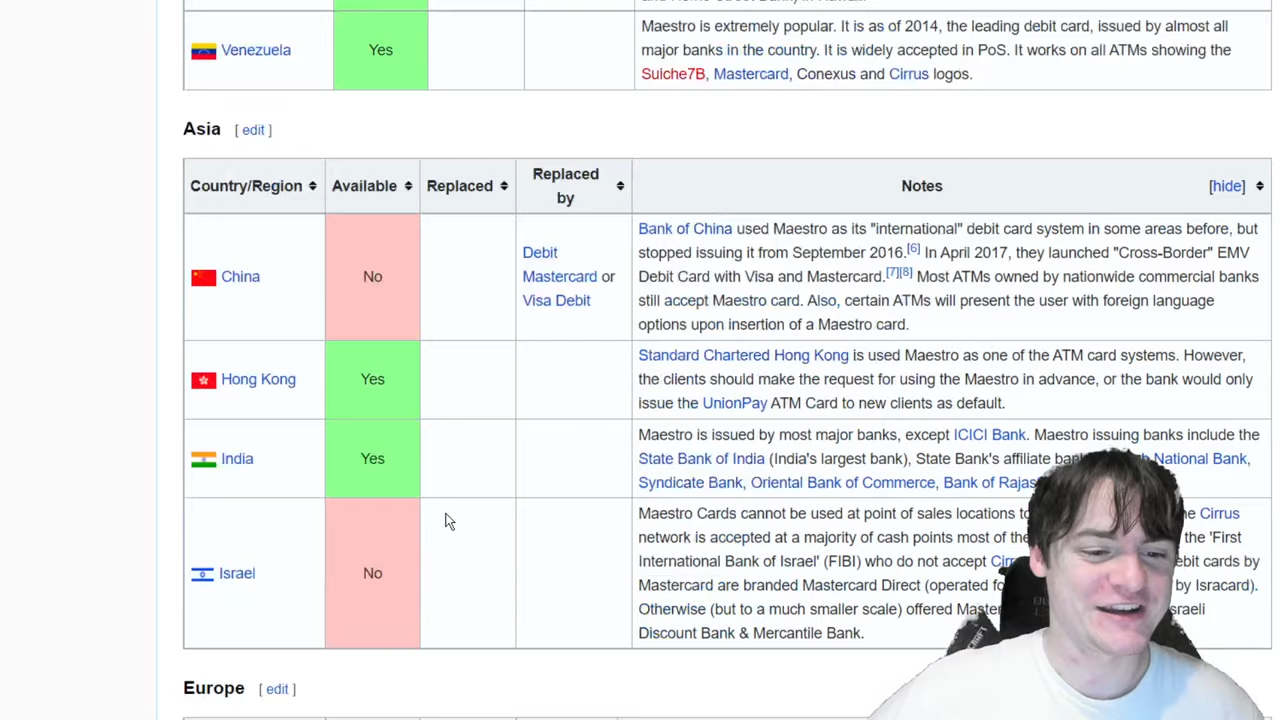 and Home Street Bank, in Hawaii.
Venezuela
Yes
Maestro is extremely popular. It is as of 2014, the leading debit card, issued by almost all
major banks in the country. It is widely accepted in PoS. It works on all ATMs showing the
Suiche7B, Mastercard, Conexus and Cirrus logos.
Asia [ edit ]
Country/Region Available Replaced Replaced by Notes [hide]
China
No
Debit
Mastercard or
Visa Debit
Bank of China used Maestro as its "international" debit card system in some areas before, but
stopped issuing it from September 2016.[6] In April 2017, they launched "Cross-Border" EMV
Debit Card with Visa and Mastercard.[7][8] Most ATMs owned by nationwide commercial banks
still accept Maestro card. Also, certain ATMs will present the user with foreign language
options upon insertion of a Maestro card.
Hong Kong
Yes
Standard Chartered Hong Kong is used Maestro as one of the ATM card systems. However,
the clients should make the request for using the Maestro in advance, or the bank would only
issue the UnionPay ATM Card to new clients as default.
India
Yes
Maestro is issued by most major banks, except ICICI Bank. Maestro issuing banks include the
State Bank of India (India's largest bank), State Bank's affiliate National Bank,
Syndicate Bank, Oriental Bank of Commerce, Bank of
Israel
No
Maestro Cards cannot be used at point of sales locations Cirrus
network is accepted at a majority of cash points most of the 'First
International Bank of Israel' (FIBI) who do not accept cards by
Mastercard are branded Mastercard Direct (operated by Isracard).
Otherwise (but to a much smaller scale) offered
Discount Bank & Mercantile Bank.
Europe [ edit ]